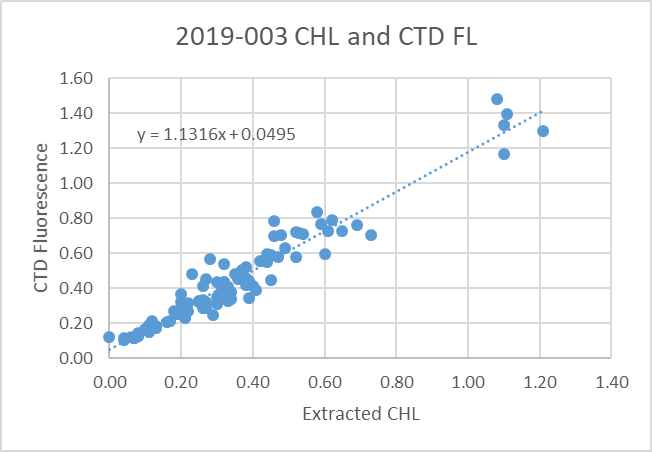 2019-003 CHL and CTD FL
1.60
1.40
y = 1.1316x + 0.0495
1.20
1.00
CTD Fluorescence
0.80
0.60
0.40
0.20
0.00
0.00 0.20 0.40 0.60 0.80 1.00 1.20 1.40
Extracted CHL